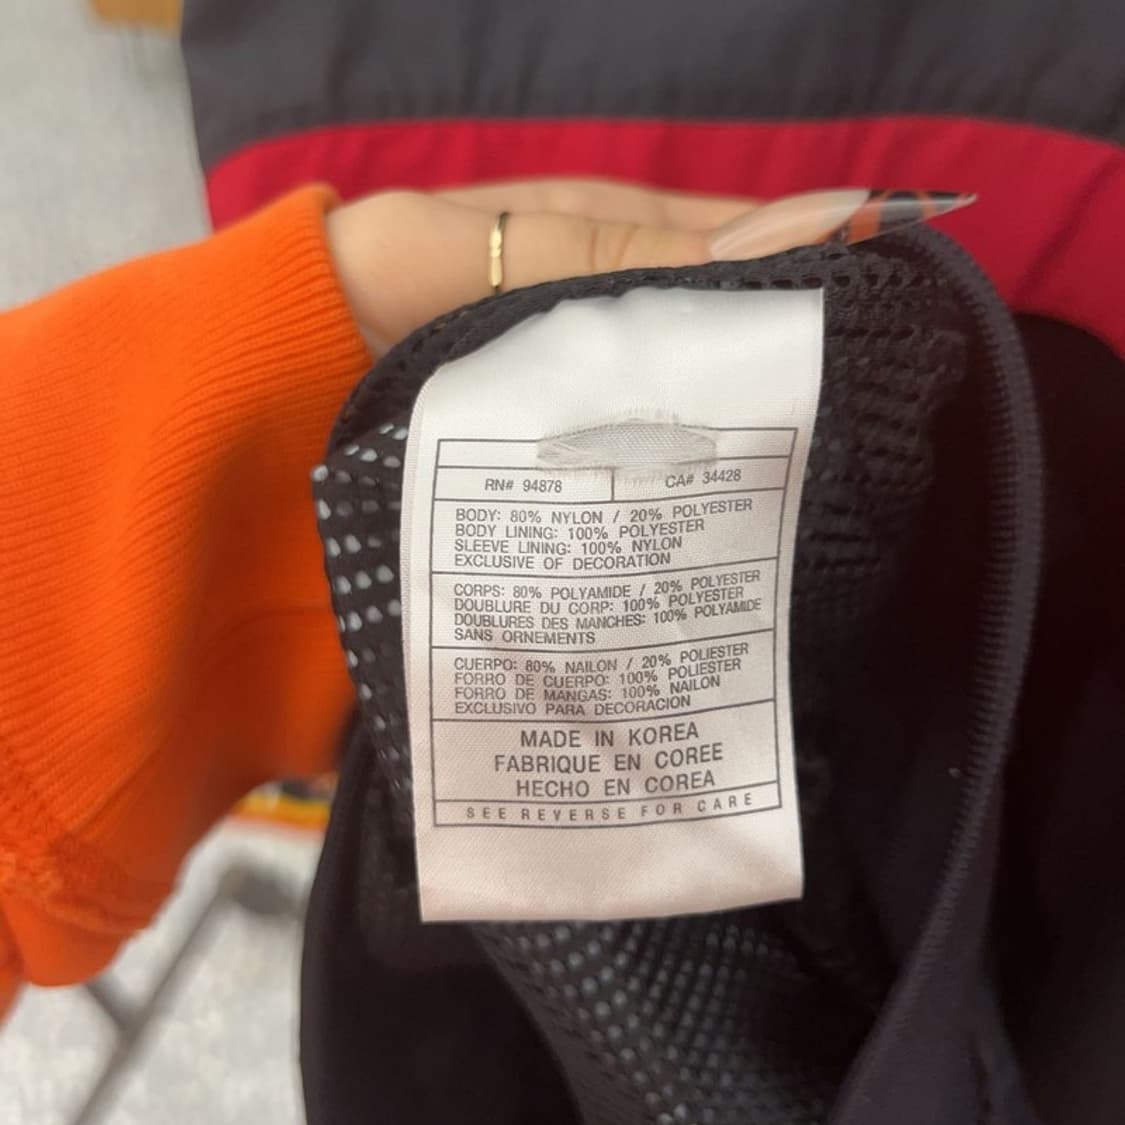 RN# 94878 CA# 34428
BODY: 80% NYLON / 20% POLYESTER
BODY LINING: 100% POLYESTER
SLEEVE LINING: 100% NYLON
EXCLUSIVE OF DECORATION
CORPS: 80% POLYAMIDE / 20% POLYESTER
DOUBLURE DU CORP: 100% POLYESTER
DOUBLURES DES MANCHES: 100% POLYAMIDE
SANS ORNEMENTS
CUERPO: 80% NAILON / 20% POLIESTER
FORRO DE CUERPO: 100% POLIESTER
FORRO DE MANGAS: 100% NAILON
EXCLUSIVO PARA DECORACION
MADE IN KOREA
FABRIQUE EN COREE
HECHO EN COREA
SEE REVERSE FOR CARE